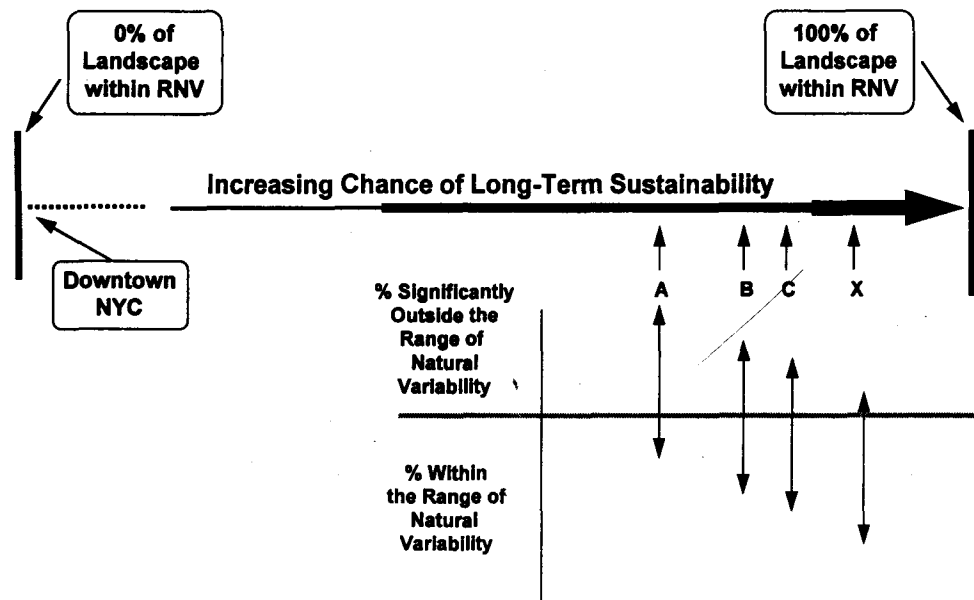 0% of
Landscape
within RNV
100% of
Landscape
within RNV
Increasing Chance of Long-Term Sustainability
Downtown
NYC
A
B
C
X
% Significantly
Outside the
Range of
Natural
Variability
% Within
the Range of
Natural
Variability